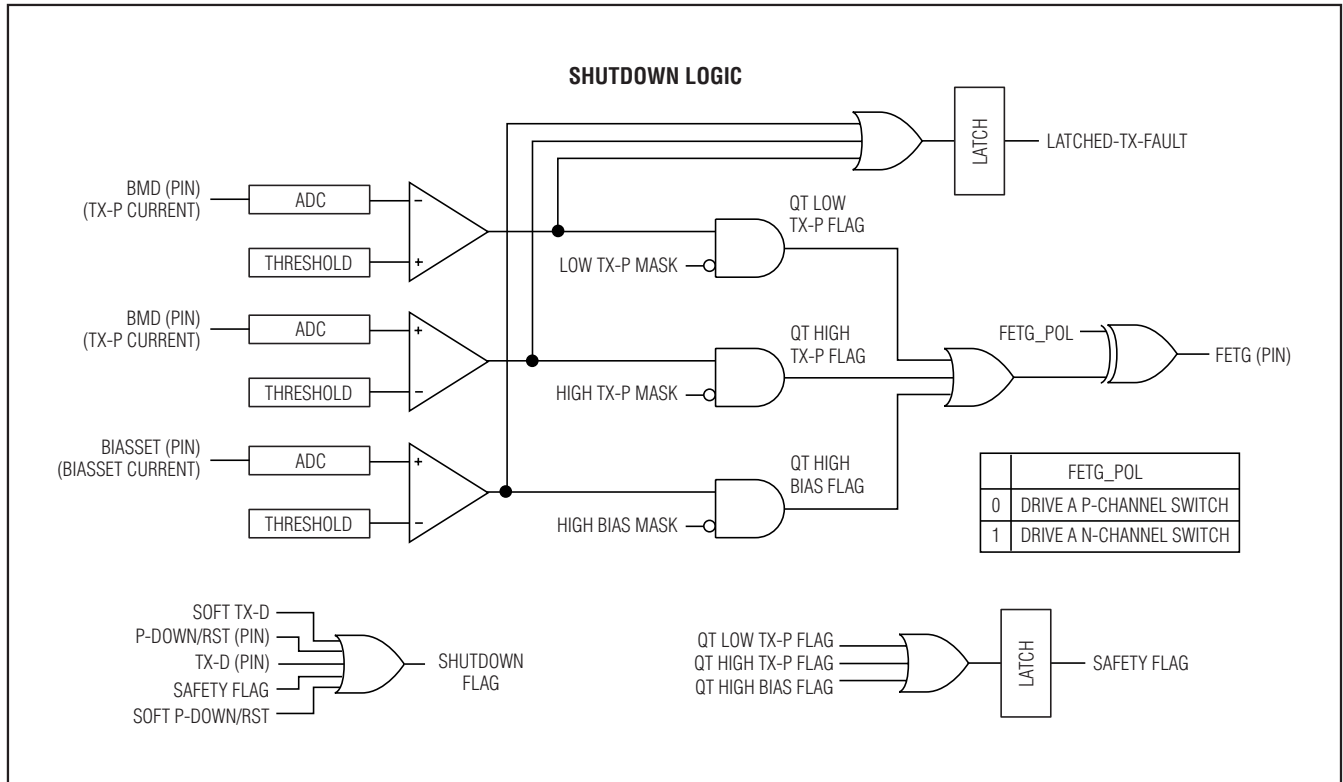 SHUTDOWN LOGIC
LATCH
LATCHED-TX-FAULT
BMD (PIN)
(TX-P CURRENT)
ADC
THRESHOLD
−
+
QT LOW
TX-P FLAG
LOW TX-P MASK
BMD (PIN)
(TX-P CURRENT)
ADC
THRESHOLD
+
−
QT HIGH
TX-P FLAG
HIGH TX-P MASK
FETG_POL
FETG (PIN)
BIASSET (PIN)
(BIASSET CURRENT)
ADC
THRESHOLD
+
−
QT HIGH
BIAS FLAG
HIGH BIAS MASK
FETG_POL
0 DRIVE A P-CHANNEL SWITCH
1 DRIVE A N-CHANNEL SWITCH
SOFT TX-D
P-DOWN/RST (PIN)
TX-D (PIN)
SAFETY FLAG
SOFT P-DOWN/RST
SHUTDOWN
FLAG
QT LOW TX-P FLAG
QT HIGH TX-P FLAG
QT HIGH BIAS FLAG
LATCH
SAFETY FLAG